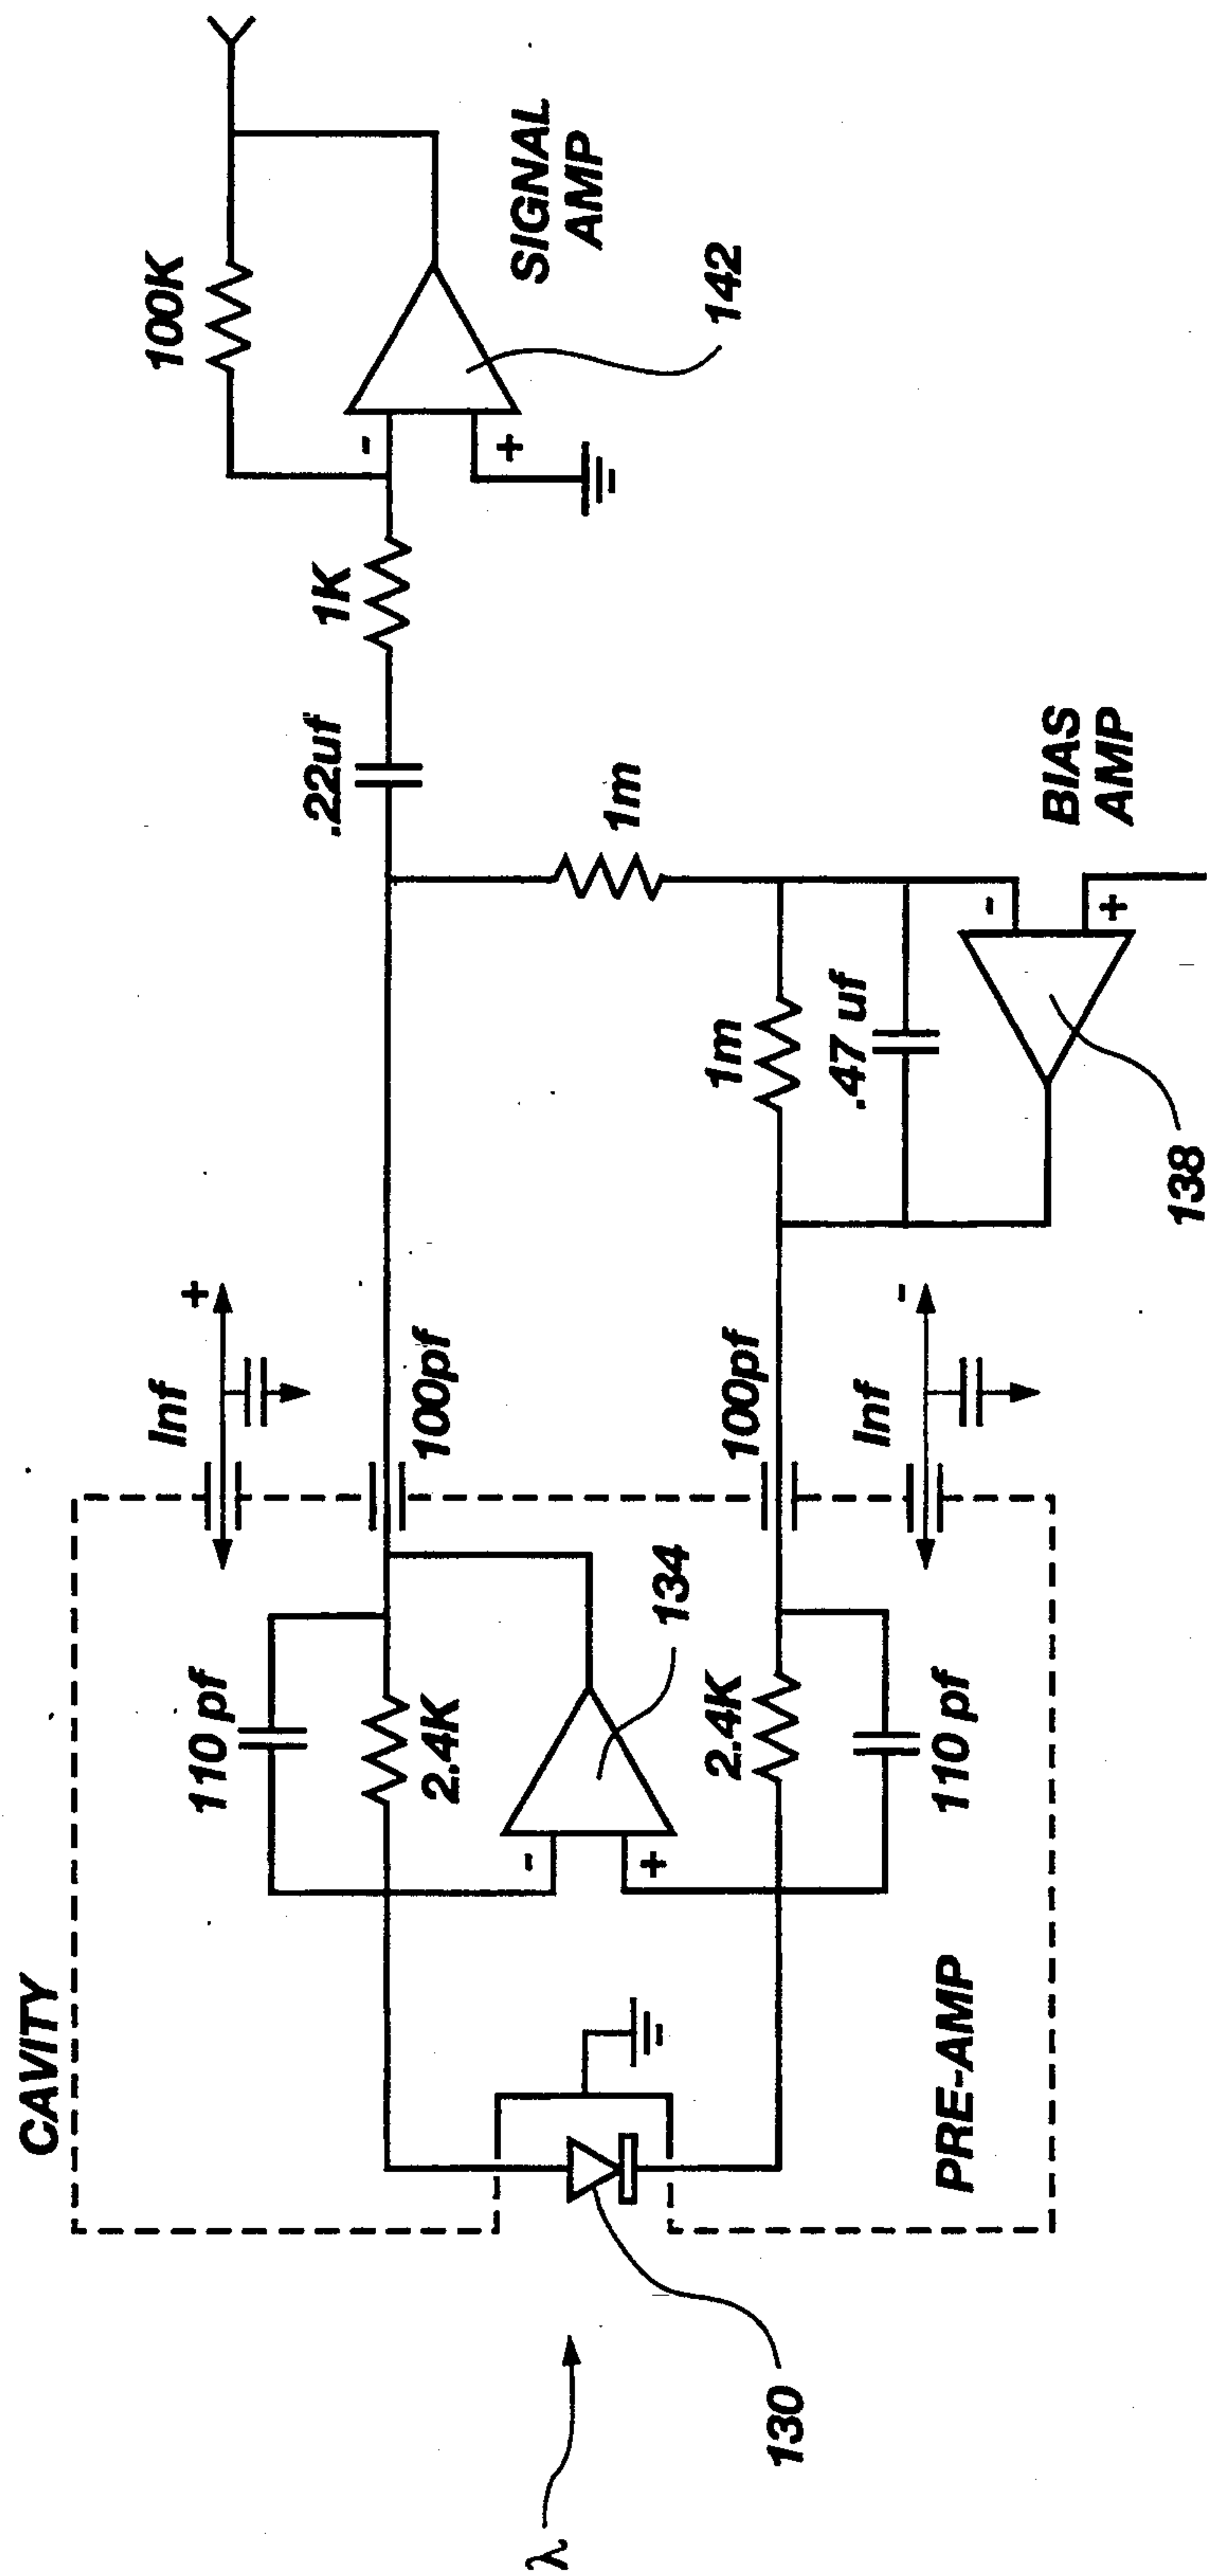 CAVITY
110 pf
2.4K
-
+
134
2.4K
110 pf
PRE-AMP
λ
130
Inf
+
100pf
100pf
Inf
-
.22uf
1K
100K
-
+
SIGNAL
AMP
142
1m
1m
.47 uf
-
+
BIAS
AMP
138